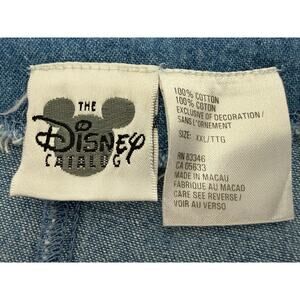 THE
Disney
CATALOG
100% COTTON
100% COTON
EXCLUSIVE OF DECORATION /
SANS L'ORNEMENT
SIZE: XXL/TTG
RN 83346
CA 05633
MADE IN MACAU
FABRIQUE AU MACAO
CARE SEE REVERSE /
VOIR AU VERSO